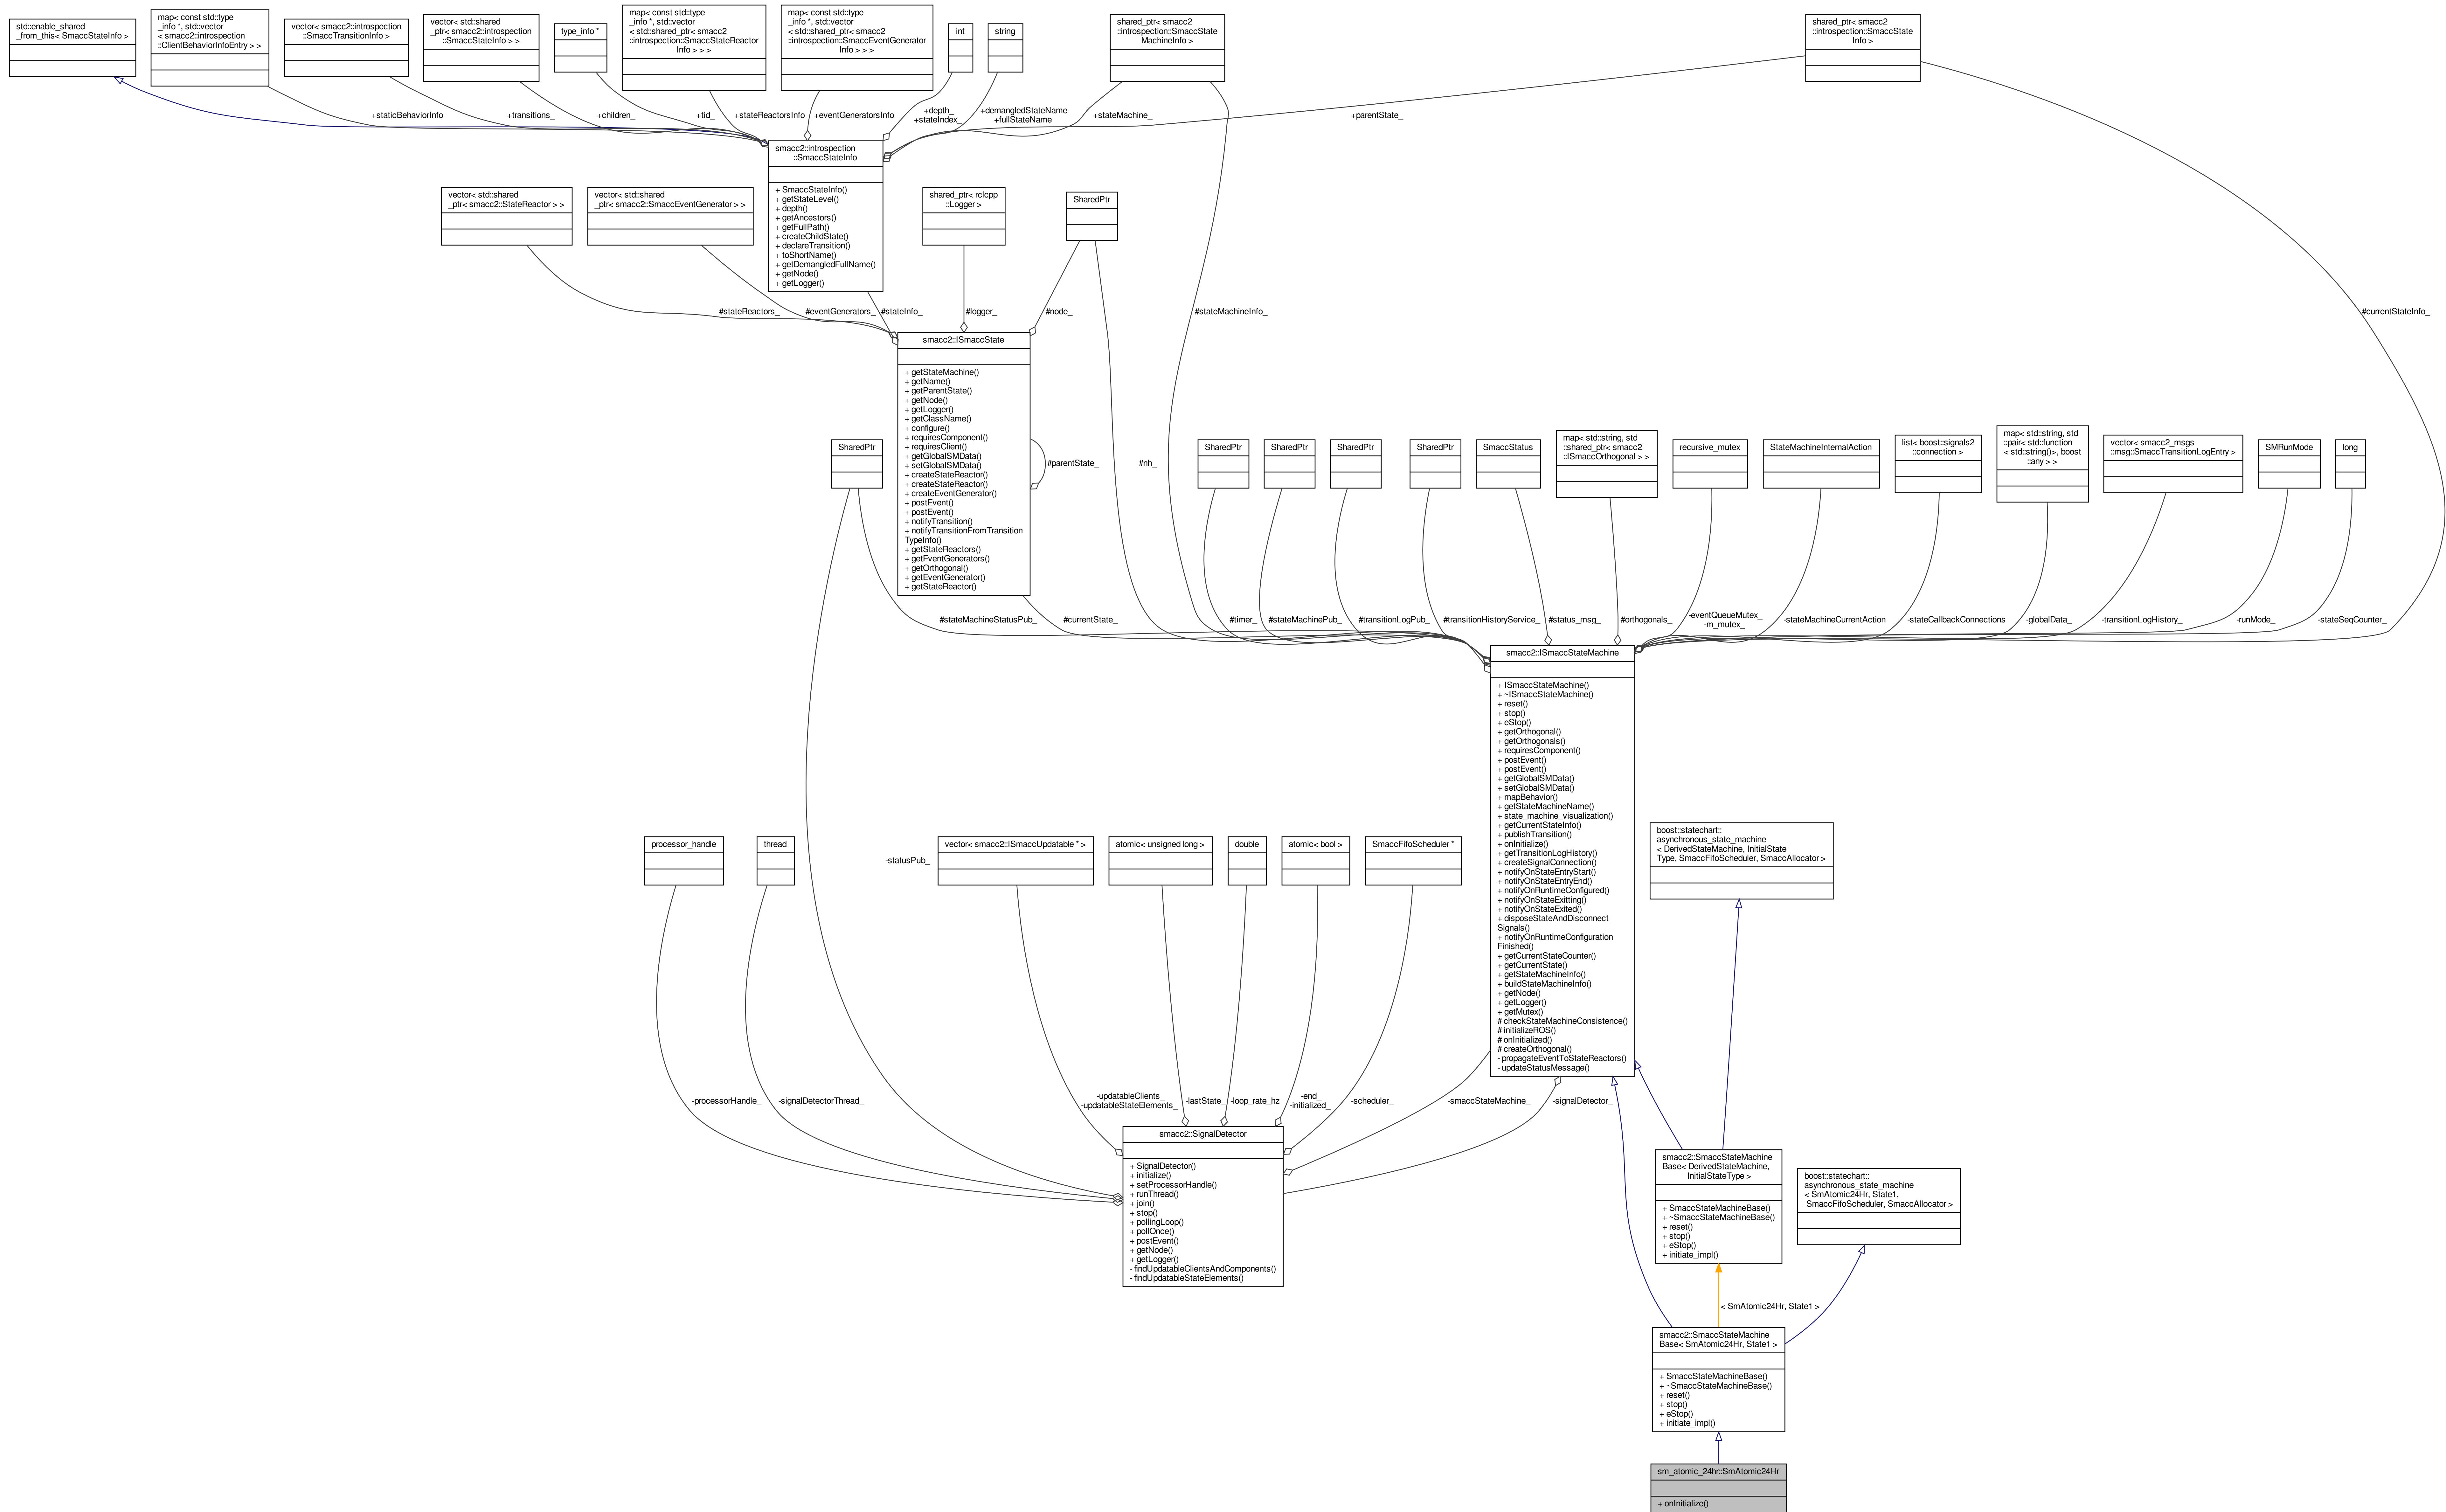 std::enable_shared
_from_this< SmaccStateInfo >
map< const std::type
_info *, std::vector
< smacc2::introspection
::ClientBehaviorInfoEntry > >
vector< smacc2::introspection
::SmaccTransitionInfo >
vector< std::shared
_ptr< smacc2::introspection
::SmaccStateInfo > >
type_info *
map< const std::type
_info *, std::vector
< std::shared_ptr< smacc2
::introspection::SmaccStateReactor
Info > > >
map< const std::type
_info *, std::vector
< std::shared_ptr< smacc2
::introspection::SmaccEventGenerator
Info > > >
int
string
shared_ptr< smacc2
::introspection::SmaccState
MachineInfo >
shared_ptr< smacc2
::introspection::SmaccState
Info >
+staticBehaviorInfo
+transitions_
+children_
+tid_
+stateReactorsInfo
+eventGeneratorsInfo
+depth_
+stateIndex_
+demangledStateName
+fullStateName
+stateMachine_
+parentState_
smacc2::introspection
::SmaccStateInfo
+ SmaccStateInfo()
+ getStateLevel()
+ depth()
+ getAncestors()
+ getFullPath()
+ createChildState()
+ declareTransition()
+ toShortName()
+ getDemangledFullName()
+ getNode()
+ getLogger()
vector< std::shared
_ptr< smacc2::StateReactor > >
vector< std::shared
_ptr< smacc2::SmaccEventGenerator > >
shared_ptr< rclcpp
::Logger >
SharedPtr
#stateReactors_
#eventGenerators_
#stateInfo_
#logger_
#node_
#stateMachineInfo_
#currentStateInfo_
smacc2::ISmaccState
+ getStateMachine()
+ getName()
+ getParentState()
+ getNode()
+ getLogger()
+ getClassName()
+ configure()
+ requiresComponent()
+ requiresClient()
+ getGlobalSMData()
+ setGlobalSMData()
+ createStateReactor()
+ createStateReactor()
+ createEventGenerator()
+ postEvent()
+ postEvent()
+ notifyTransition()
+ notifyTransitionFromTransition
TypeInfo()
+ getStateReactors()
+ getEventGenerators()
+ getOrthogonal()
+ getEventGenerator()
+ getStateReactor()
#parentState_
#nh_
SharedPtr
SharedPtr
SharedPtr
SharedPtr
SharedPtr
SmaccStatus
map< std::string, std
::shared_ptr< smacc2
::ISmaccOrthogonal > >
recursive_mutex
StateMachineInternalAction
list< boost::signals2
::connection >
map< std::string, std
::pair< std::function
< std::string()>, boost
::any > >
vector< smacc2_msgs
::msg::SmaccTransitionLogEntry >
SMRunMode
long
#stateMachineStatusPub_
#currentState_
#timer_
#stateMachinePub_
#transitionLogPub_
#transitionHistoryService_
#status_msg_
#orthogonals_
-eventQueueMutex_
-m_mutex_
-stateMachineCurrentAction
-stateCallbackConnections
-globalData_
-transitionLogHistory_
-runMode_
-stateSeqCounter_
smacc2::ISmaccStateMachine
+ ISmaccStateMachine()
+ ~ISmaccStateMachine()
+ reset()
+ stop()
+ eStop()
+ getOrthogonal()
+ getOrthogonals()
+ requiresComponent()
+ postEvent()
+ postEvent()
+ getGlobalSMData()
+ setGlobalSMData()
+ mapBehavior()
+ getStateMachineName()
+ state_machine_visualization()
+ getCurrentStateInfo()
+ publishTransition()
+ onInitialize()
+ getTransitionLogHistory()
+ createSignalConnection()
+ notifyOnStateEntryStart()
+ notifyOnStateEntryEnd()
+ notifyOnRuntimeConfigured()
+ notifyOnStateExitting()
+ notifyOnStateExited()
+ disposeStateAndDisconnect
Signals()
+ notifyOnRuntimeConfiguration
Finished()
+ getCurrentStateCounter()
+ getCurrentState()
+ getStateMachineInfo()
+ buildStateMachineInfo()
+ getNode()
+ getLogger()
+ getMutex()
# checkStateMachineConsistence()
# initializeROS()
# onInitialized()
# createOrthogonal()
- propagateEventToStateReactors()
- updateStatusMessage()
processor_handle
thread
-statusPub_
vector< smacc2::ISmaccUpdatable * >
atomic< unsigned long >
double
atomic< bool >
SmaccFifoScheduler *
boost::statechart::
asynchronous_state_machine
< DerivedStateMachine, InitialState
Type, SmaccFifoScheduler, SmaccAllocator >
-processorHandle_
-signalDetectorThread_
-updatableClients_
-updatableStateElements_
-lastState_
-loop_rate_hz
-end_
-initialized_
-scheduler_
-smaccStateMachine_
-signalDetector_
smacc2::SignalDetector
+ SignalDetector()
+ initialize()
+ setProcessorHandle()
+ runThread()
+ join()
+ stop()
+ pollingLoop()
+ pollOnce()
+ postEvent()
+ getNode()
+ getLogger()
- findUpdatableClientsAndComponents()
- findUpdatableStateElements()
smacc2::SmaccStateMachine
Base< DerivedStateMachine,
InitialStateType >
+ SmaccStateMachineBase()
+ ~SmaccStateMachineBase()
+ reset()
+ stop()
+ eStop()
+ initiate_impl()
boost::statechart::
asynchronous_state_machine
< SmAtomic24Hr, State1,
SmaccFifoScheduler, SmaccAllocator >
< SmAtomic24Hr, State1 >
smacc2::SmaccStateMachine
Base< SmAtomic24Hr, State1 >
+ SmaccStateMachineBase()
+ ~SmaccStateMachineBase()
+ reset()
+ stop()
+ eStop()
+ initiate_impl()
sm_atomic_24hr::SmAtomic24Hr
+ onInitialize()